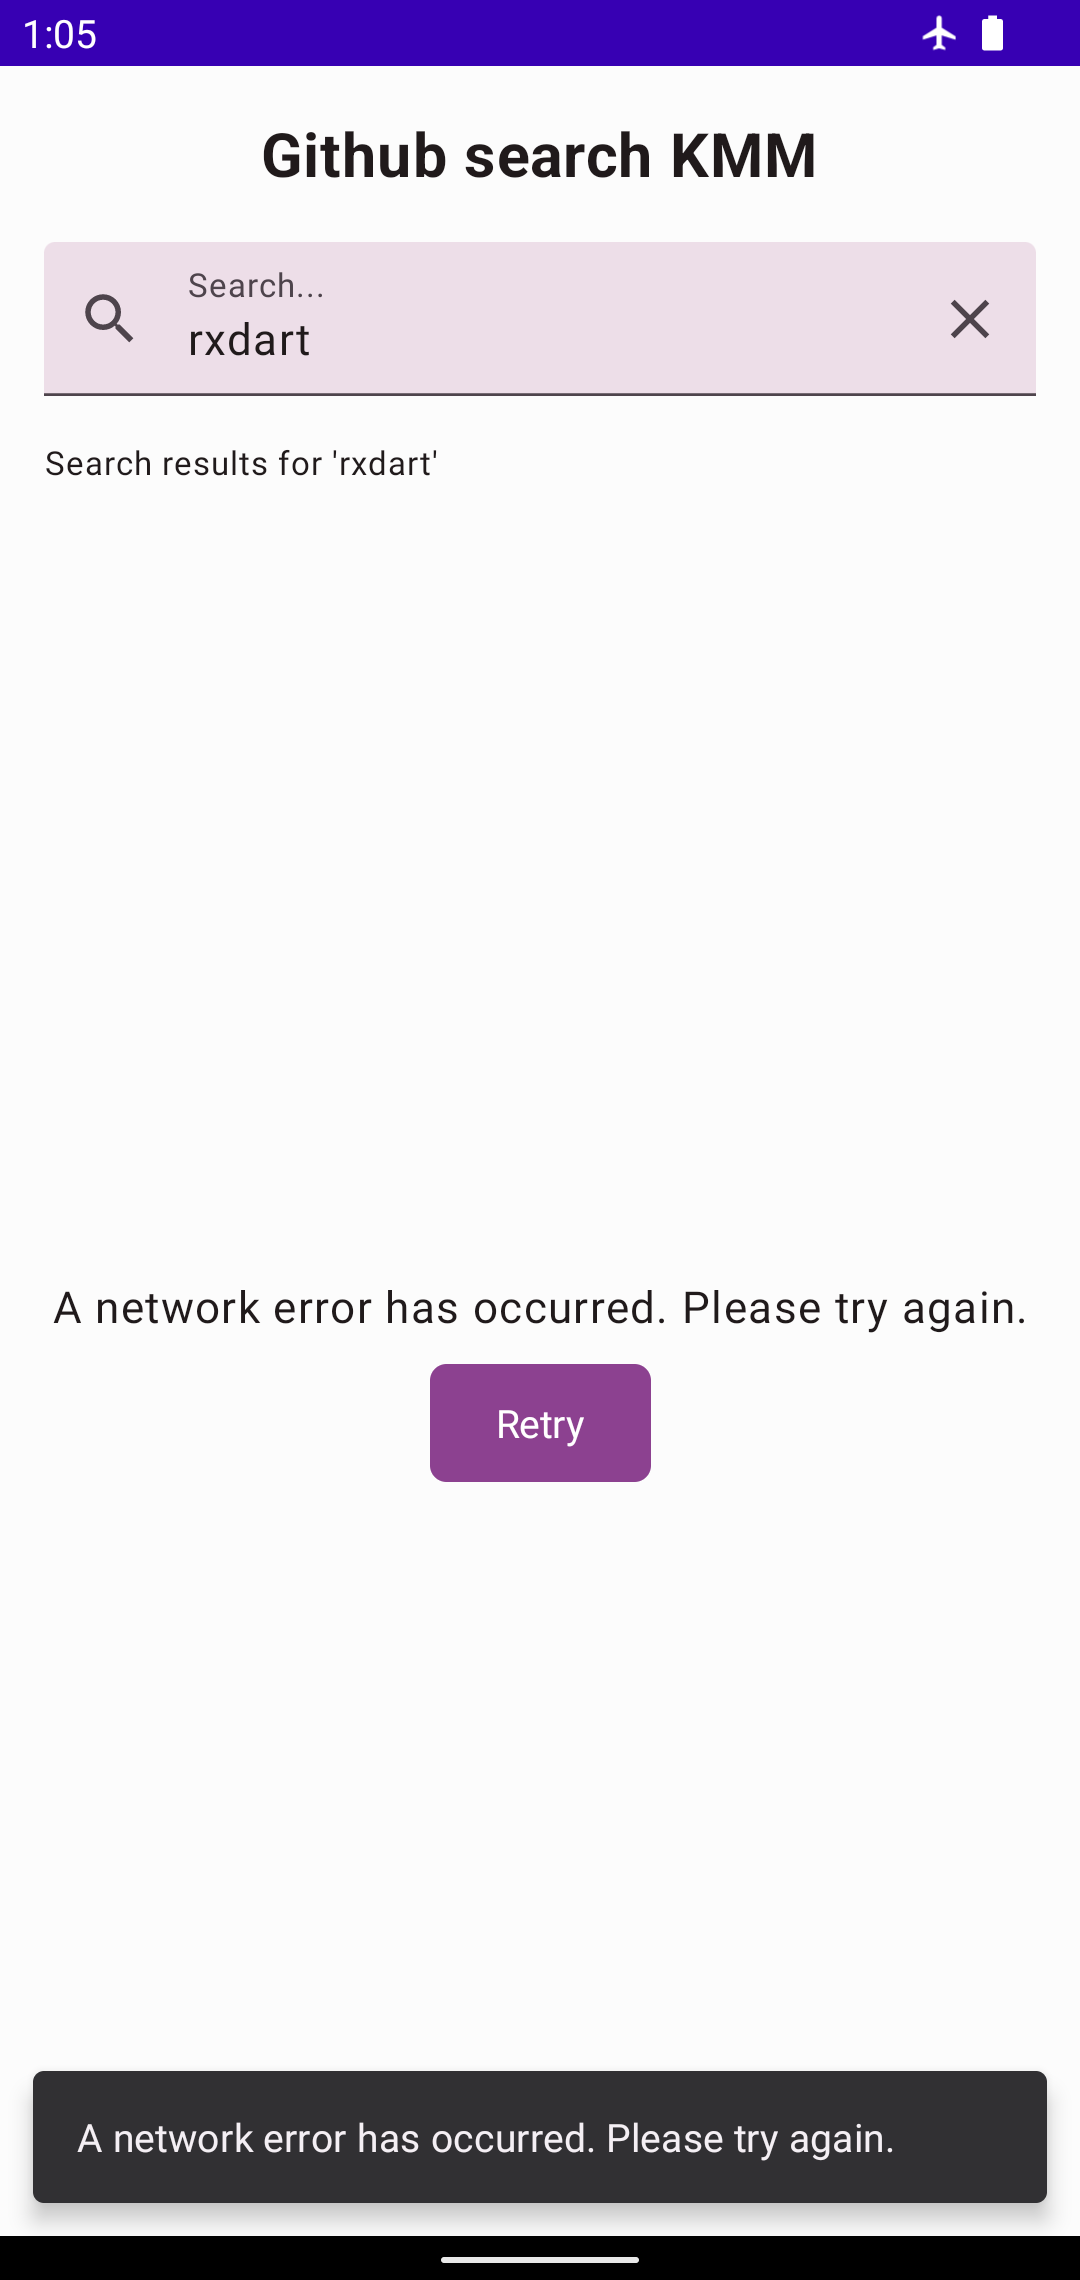 1:05
Github search KMM
Search...
rxdart
Search results for 'rxdart'
A network error has occurred. Please try again.
Retry
A network error has occurred. Please try again.